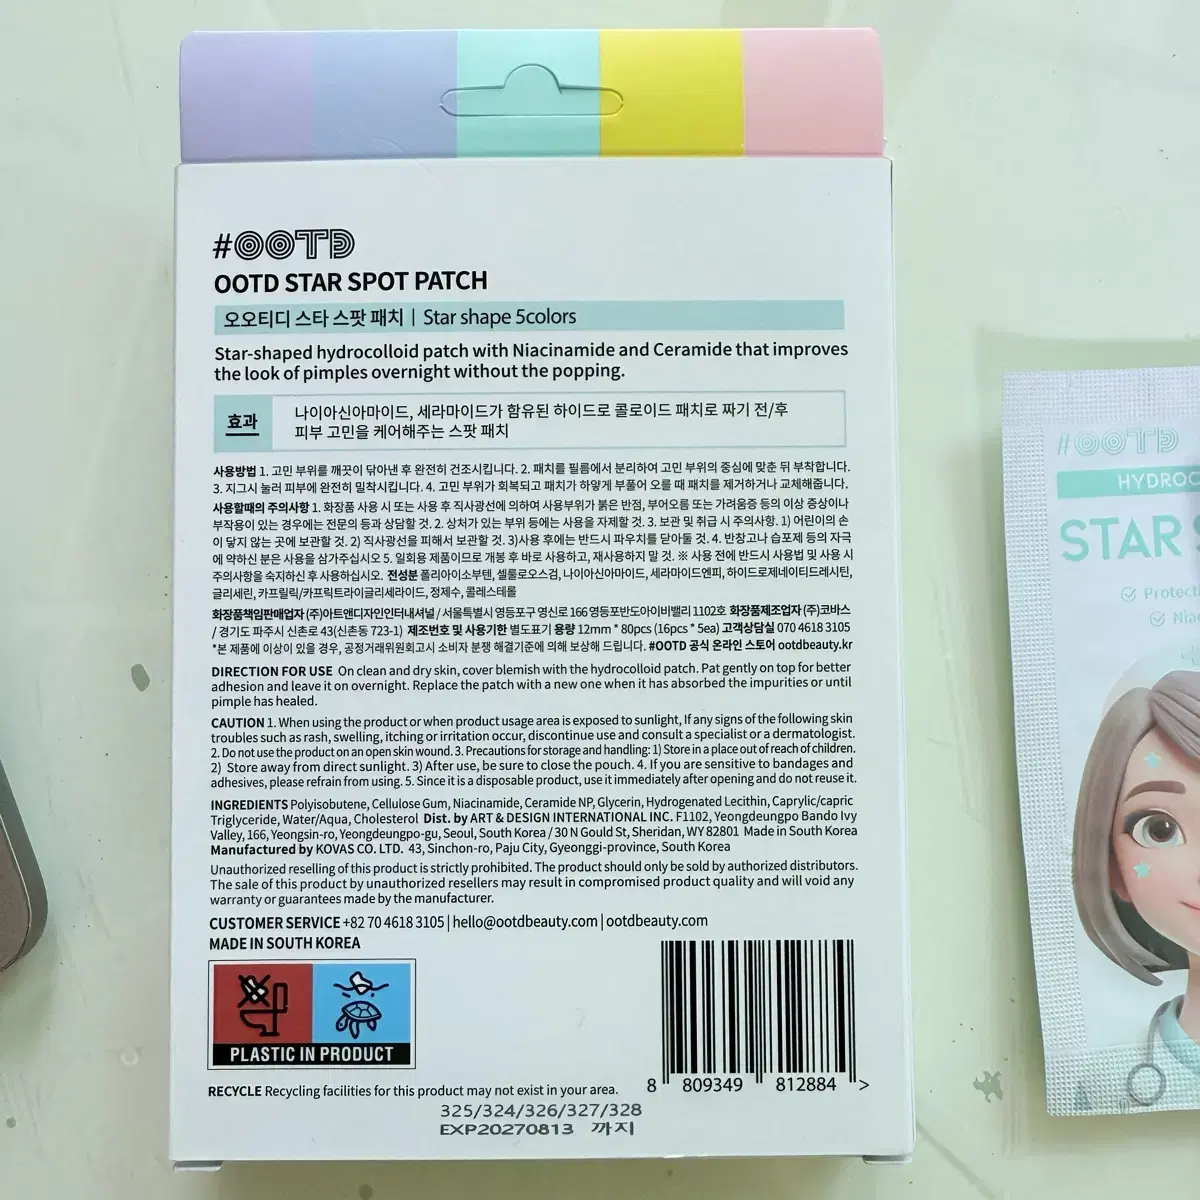 #OOTD
OOTD STAR SPOT PATCH
오오티디 스타 스팟 패치 | Star shape 5colors
Star-shaped hydrocolloid patch with Niacinamide and Ceramide that improves
the look of pimples overnight without the popping.
효과
나이아신아마이드, 세라마이드가 함유된 하이드로 콜로이드 패치로 짜기 전/후
피부 고민을 케어해주는 스팟 패치
사용방법 1. 고민 부위를 깨끗이 닦아낸 후 완전히 건조시킵니다. 2. 패치를 필름에서 분리하여 고민 부위의 중심에 맞춘 뒤 부착합니다.
3. 지그시 눌러 피부에 완전히 밀착시킵니다. 4. 고민 부위가 회복되고 패치가 하얗게 부풀어 오를 때 패치를 제거하거나 교체해줍니다.
사용할때의 주의사항 1. 화장품 사용 시 또는 사용 후 직사광선에 의하여 사용부위가 붉은 반점, 부어오름 또는 가려움증 등의 이상 증상이나
부작용이 있는 경우에는 전문의 등과 상담할 것. 2. 상처가 있는 부위 등에는 사용을 자제할 것. 3. 보관 및 취급 시 주의사항. 1) 어린이의 손
이 닿지 않는 곳에 보관할 것. 2) 직사광선을 피해서 보관할 것. 3)사용 후에는 반드시 파우치를 닫아둘 것. 4. 반창고나 습포제 등의 자극
에 약하신 분은 사용을 삼가주십시오 5. 일회용 제품이므로 개봉 후 바로 사용하고, 재사용하지 말 것. ※ 사용 전에 반드시 사용법 및 사용 시
주의사항을 숙지하신 후 사용하십시오. 전성분 폴리아이소부텐, 셀룰로오스검, 나이아신아마이드, 세라마이드엔피, 하이드로제네이티드레시틴,
글리세린, 카프릴릭/카프릭트라이글리세라이드, 정제수, 콜레스테롤
화장품책임판매업자 (주)아트앤디자인인터내셔널 / 서울특별시 영등포구 영신로 166 영등포반도아이비밸리 1102호 화장품제조업자 (주)코바스
/ 경기도 파주시 신촌로 43(신촌동 723-1) 제조번호 및 사용기한 별도표기 용량 12mm * 80pcs (16pcs * 5ea) 고객상담실 070 4618 3105
*본 제품에 이상이 있을 경우, 공정거래위원회고시 소비자 분쟁 해결기준에 의해 보상해 드립니다. #OOTD 공식 온라인 스토어 ootdbeauty.kr
DIRECTION FOR USE On clean and dry skin, cover blemish with the hydrocolloid patch. Pat gently on top for better
adhesion and leave it on overnight. Replace the patch with a new one when it has absorbed the impurities or until
pimple has healed.
CAUTION 1. When using the product or when product usage area is exposed to sunlight, If any signs of the following skin
troubles such as rash, swelling, itching or irritation occur, discontinue use and consult a specialist or a dermatologist.
2. Do not use the product on an open skin wound. 3. Precautions for storage and handling: 1) Store in a place out of reach of children.
2) Store away from direct sunlight. 3) After use, be sure to close the pouch. 4. If you are sensitive to bandages and
adhesives, please refrain from using. 5. Since it is a disposable product, use it immediately after opening and do not reuse it.
INGREDIENTS Polyisobutene, Cellulose Gum, Niacinamide, Ceramide NP, Glycerin, Hydrogenated Lecithin, Caprylic/capric
Triglyceride, Water/Aqua, Cholesterol Dist. by ART & DESIGN INTERNATIONAL INC. F1102, Yeongdeungpo Bando Ivy
Valley, 166, Yeongsin-ro, Yeongdeungpo-gu, Seoul, South Korea / 30 N Gould St, Sheridan, WY 82801 Made in South Korea
Manufactured by KOVAS CO. LTD. 43, Sinchon-ro, Paju City, Gyeonggi-province, South Korea
Unauthorized reselling of this product is strictly prohibited. The product should only be sold by authorized distributors.
The sale of this product by unauthorized resellers may result in compromised product quality and will void any
warranty or guarantees made by the manufacturer.
CUSTOMER SERVICE +82 70 4618 3105 | hello@ootdbeauty.com | ootdbeauty.com
MADE IN SOUTH KOREA
PLASTIC IN PRODUCT
RECYCLE Recycling facilities for this product may not exist in your area.
8 809349 812884 >
325/324/326/327/328
EXP20270813 까지
#OOTD
STAR